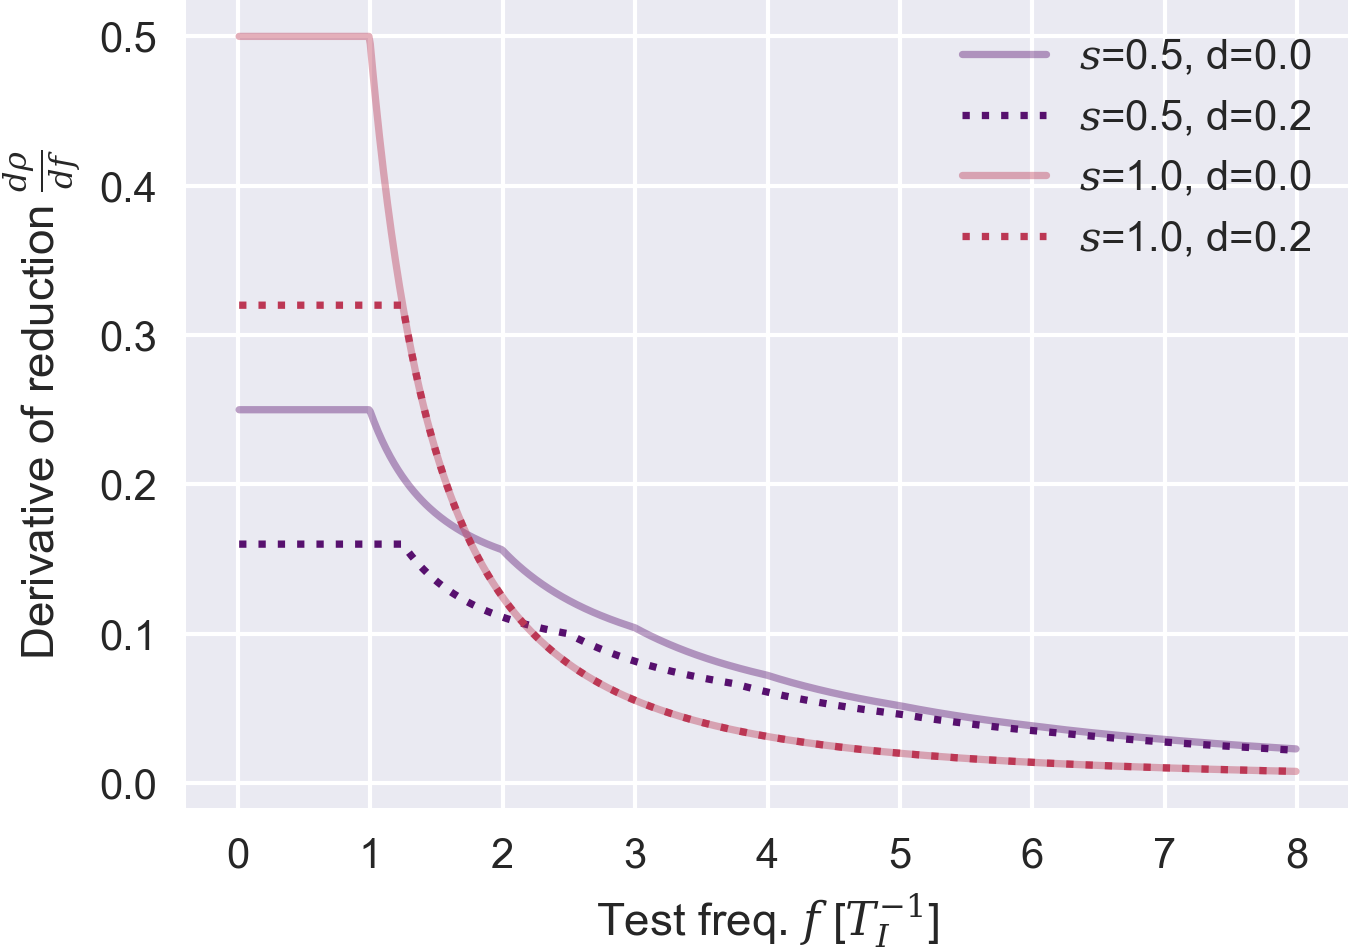 Derivative of reduction dρ/df
0.5
0.4
0.3
0.2
0.1
0.0
s=0.5, d=0.0
s=0.5, d=0.2
s=1.0, d=0.0
s=1.0, d=0.2
0 1 2 3 4 5 6 7 8
Test freq. f [T_I^{-1}]